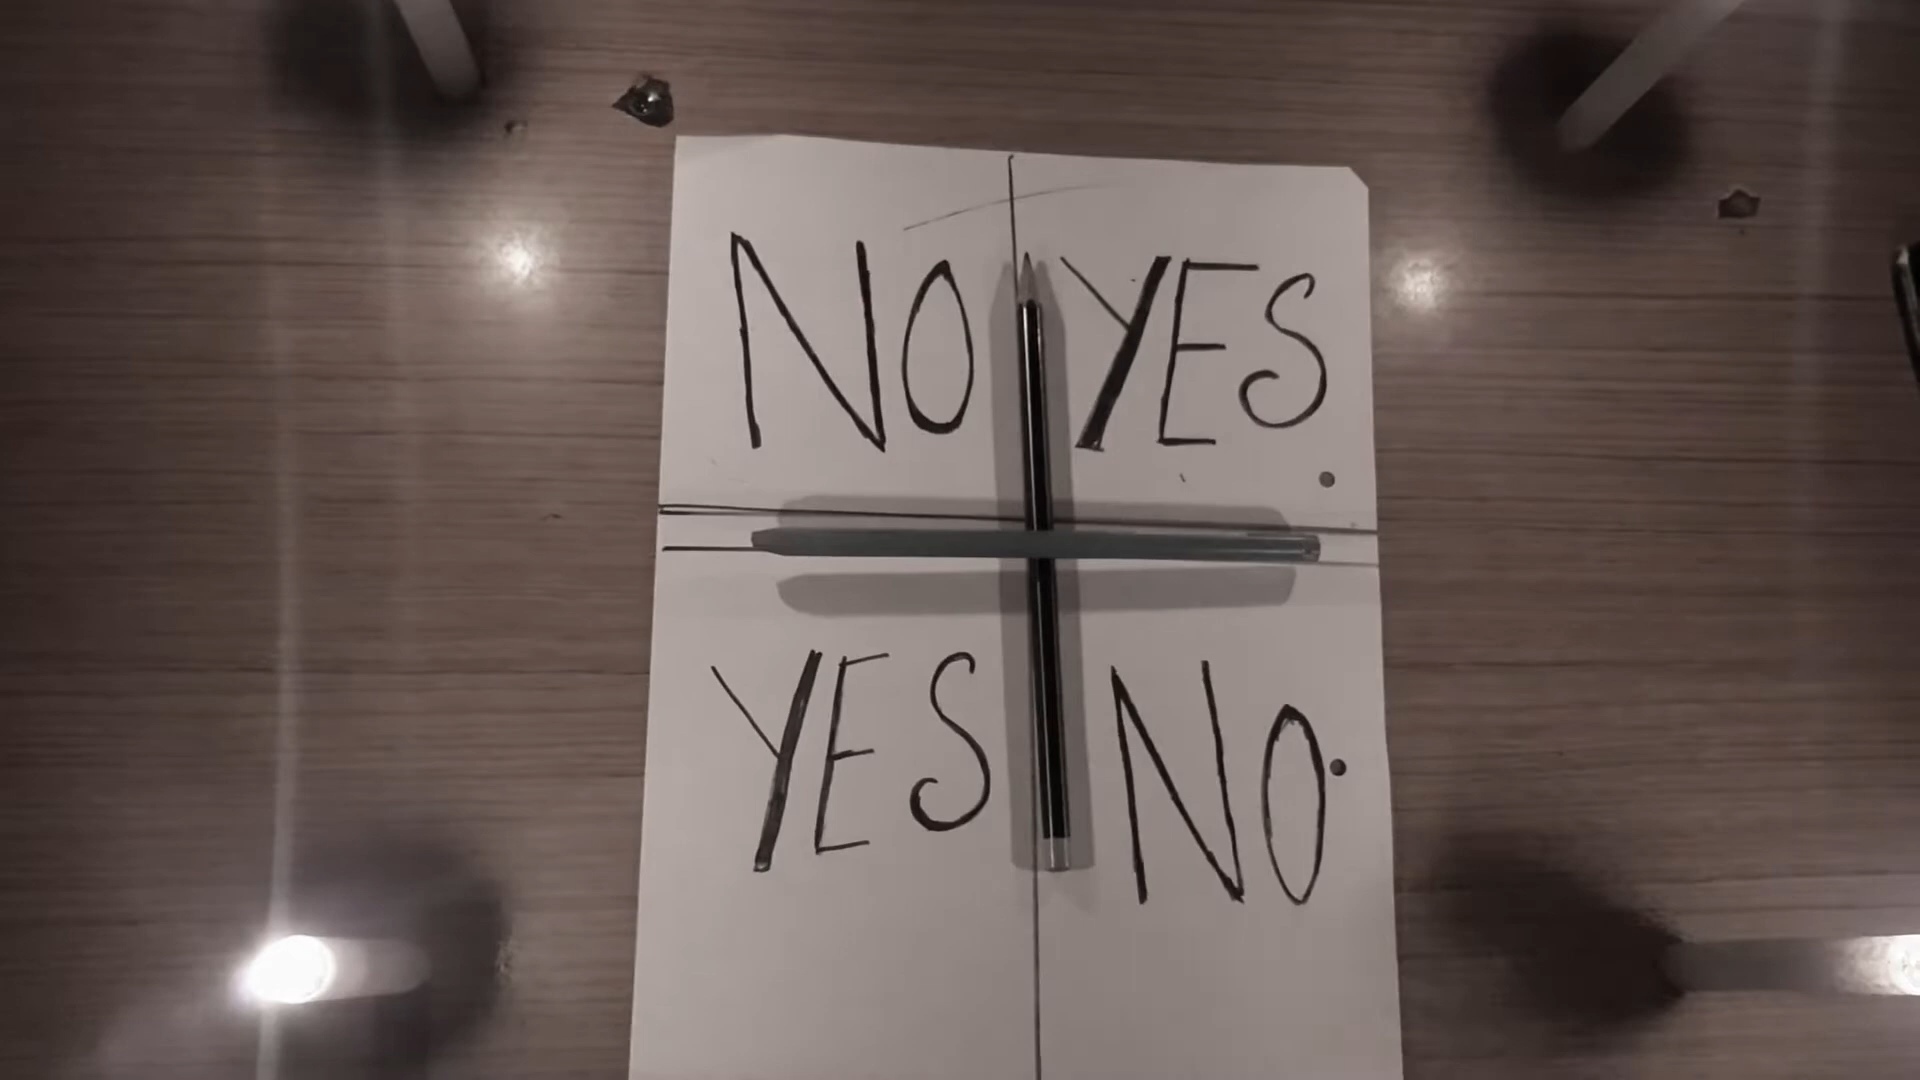 NO YES
YES NO